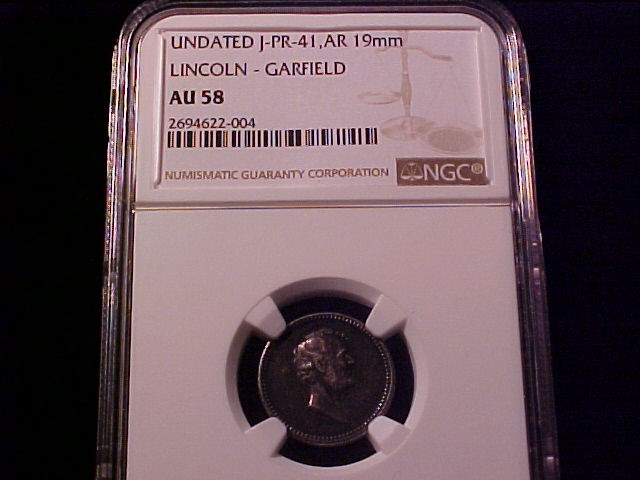 UNDATED J-PR-41,AR 19mm
LINCOLN - GARFIELD
AU 58
2694622-004
NUMISMATIC GUARANTY CORPORATION
NGC®